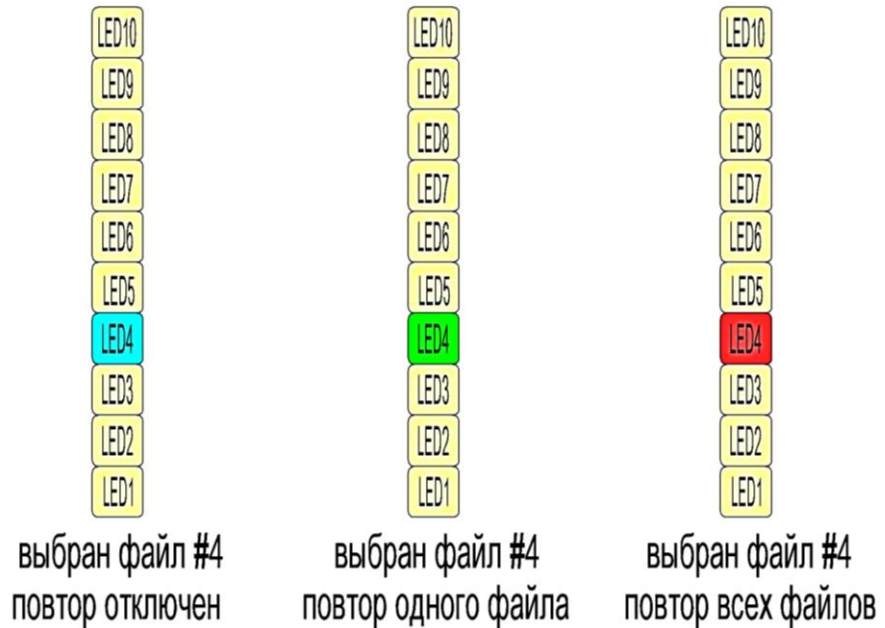 LED10 LED10 LED10
LED9 LED9 LED9
LED8 LED8 LED8
LED7 LED7 LED7
LED6 LED6 LED6
LED5 LED5 LED5
LED4 LED4 LED4
LED3 LED3 LED3
LED2 LED2 LED2
LED1 LED1 LED1
выбран файл #4 выбран файл #4 выбран файл #4
повтор отключен повтор одного файла повтор всех файлов